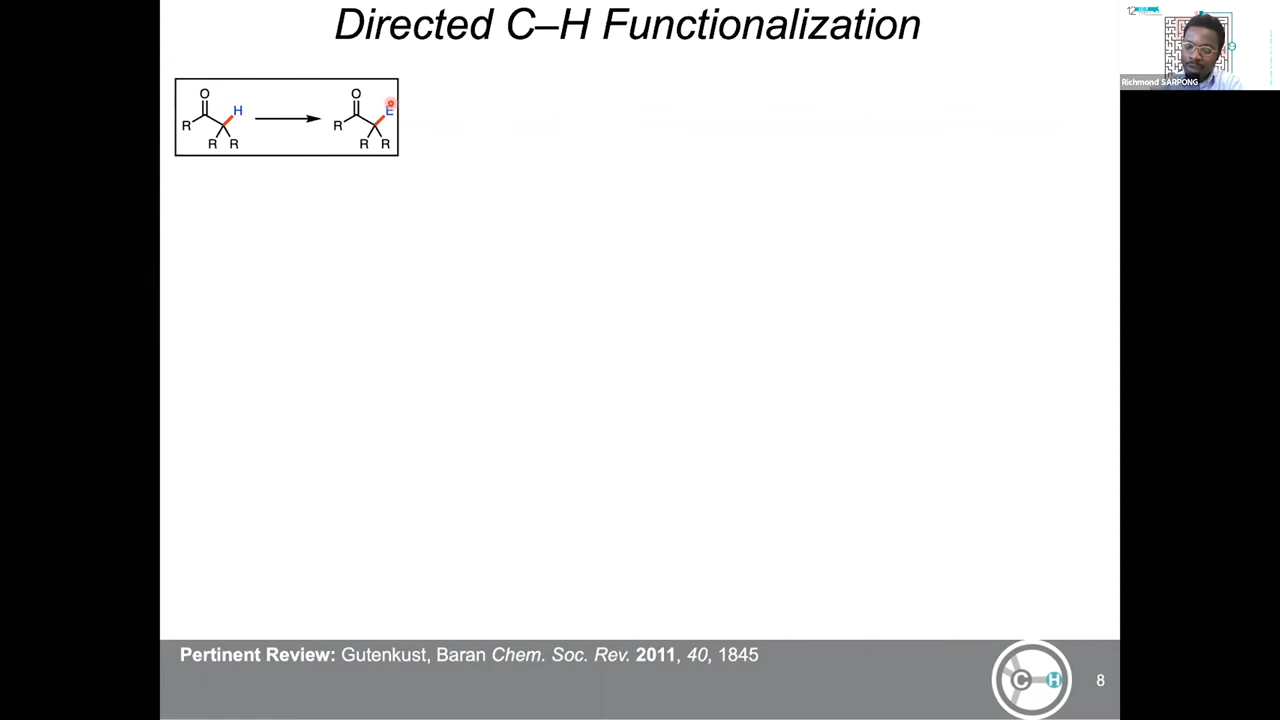 Directed C–H Functionalization
12
Richmond SARPONG
O
H
R
R R
O
E
R
R R
Pertinent Review: Gutenkust, Baran Chem. Soc. Rev. 2011, 40, 1845
C H
8